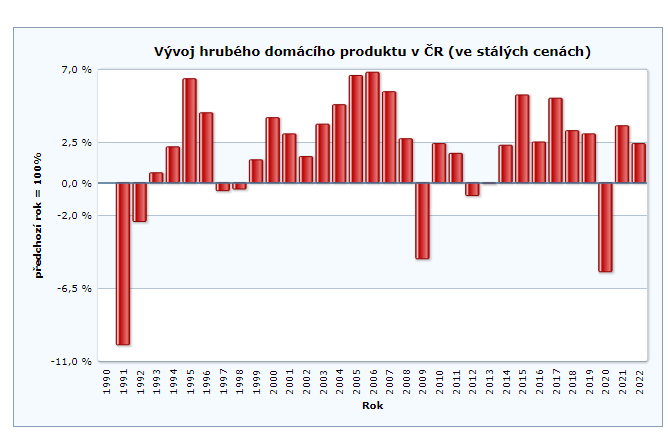 Vývoj hrubého domácího produktu v ČR (ve stálých cenách)
7,0 %
2,5 %
0,0 %
-2,0 %
-6,5 %
-11,0 %
předchozí rok = 100%
1990 1991 1992 1993 1994 1995 1996 1997 1998 1999 2000 2001 2002 2003 2004 2005 2006 2007 2008 2009 2010 2011 2012 2013 2014 2015 2016 2017 2018 2019 2020 2021 2022
Rok